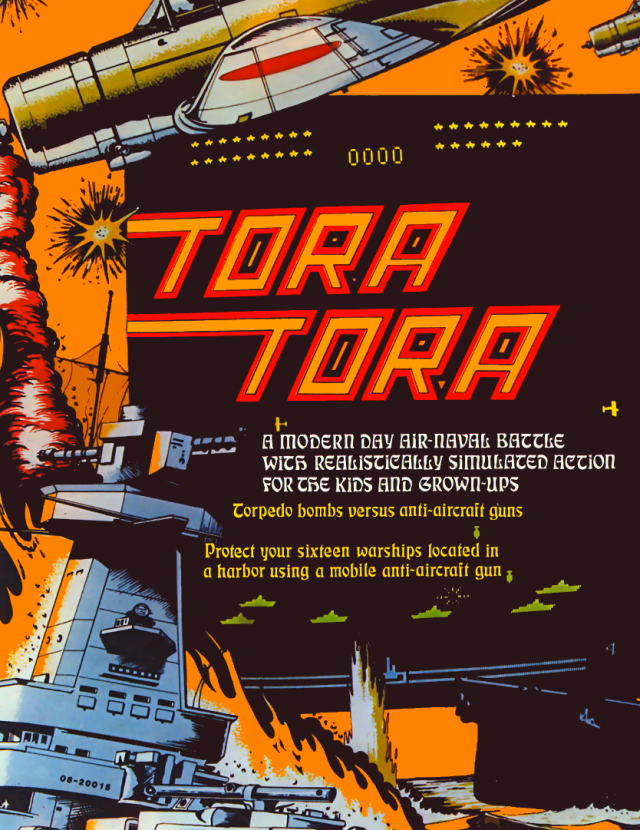 0000
TORA
TORA
A MODERN DAY AIR-NAVAL BATTLE
WITH REALISTICALLY SIMULATED ACTION
FOR THE KIDS AND GROWN-UPS
Torpedo bombs versus anti-aircraft guns
Protect your sixteen warships located in
a harbor using a mobile anti-aircraft gun
08-20015